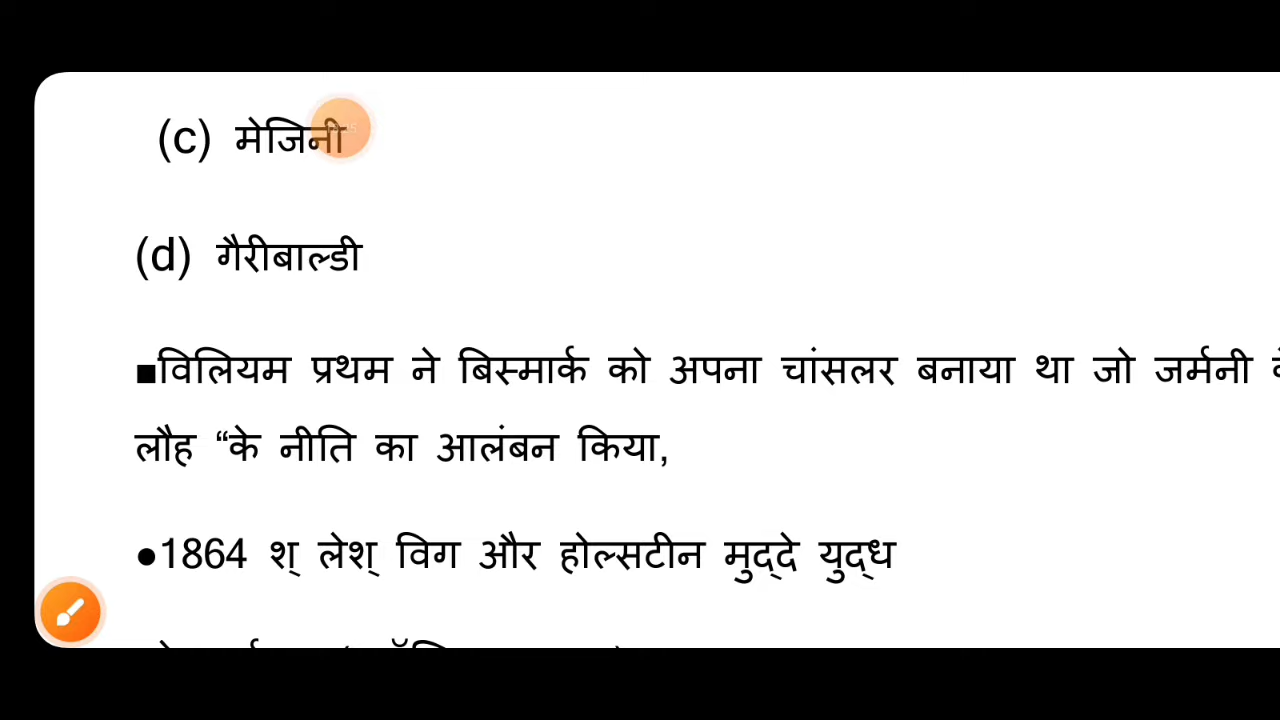 (c) मेजिनी
(d) गैरीबाल्डी
■विलियम प्रथम ने बिस्मार्क को अपना चांसलर बनाया था जो जर्मनी
लौह “के नीति का आलंबन किया,
●1864 श् लेश् विग और होल्सटीन मुद्दे युद्ध